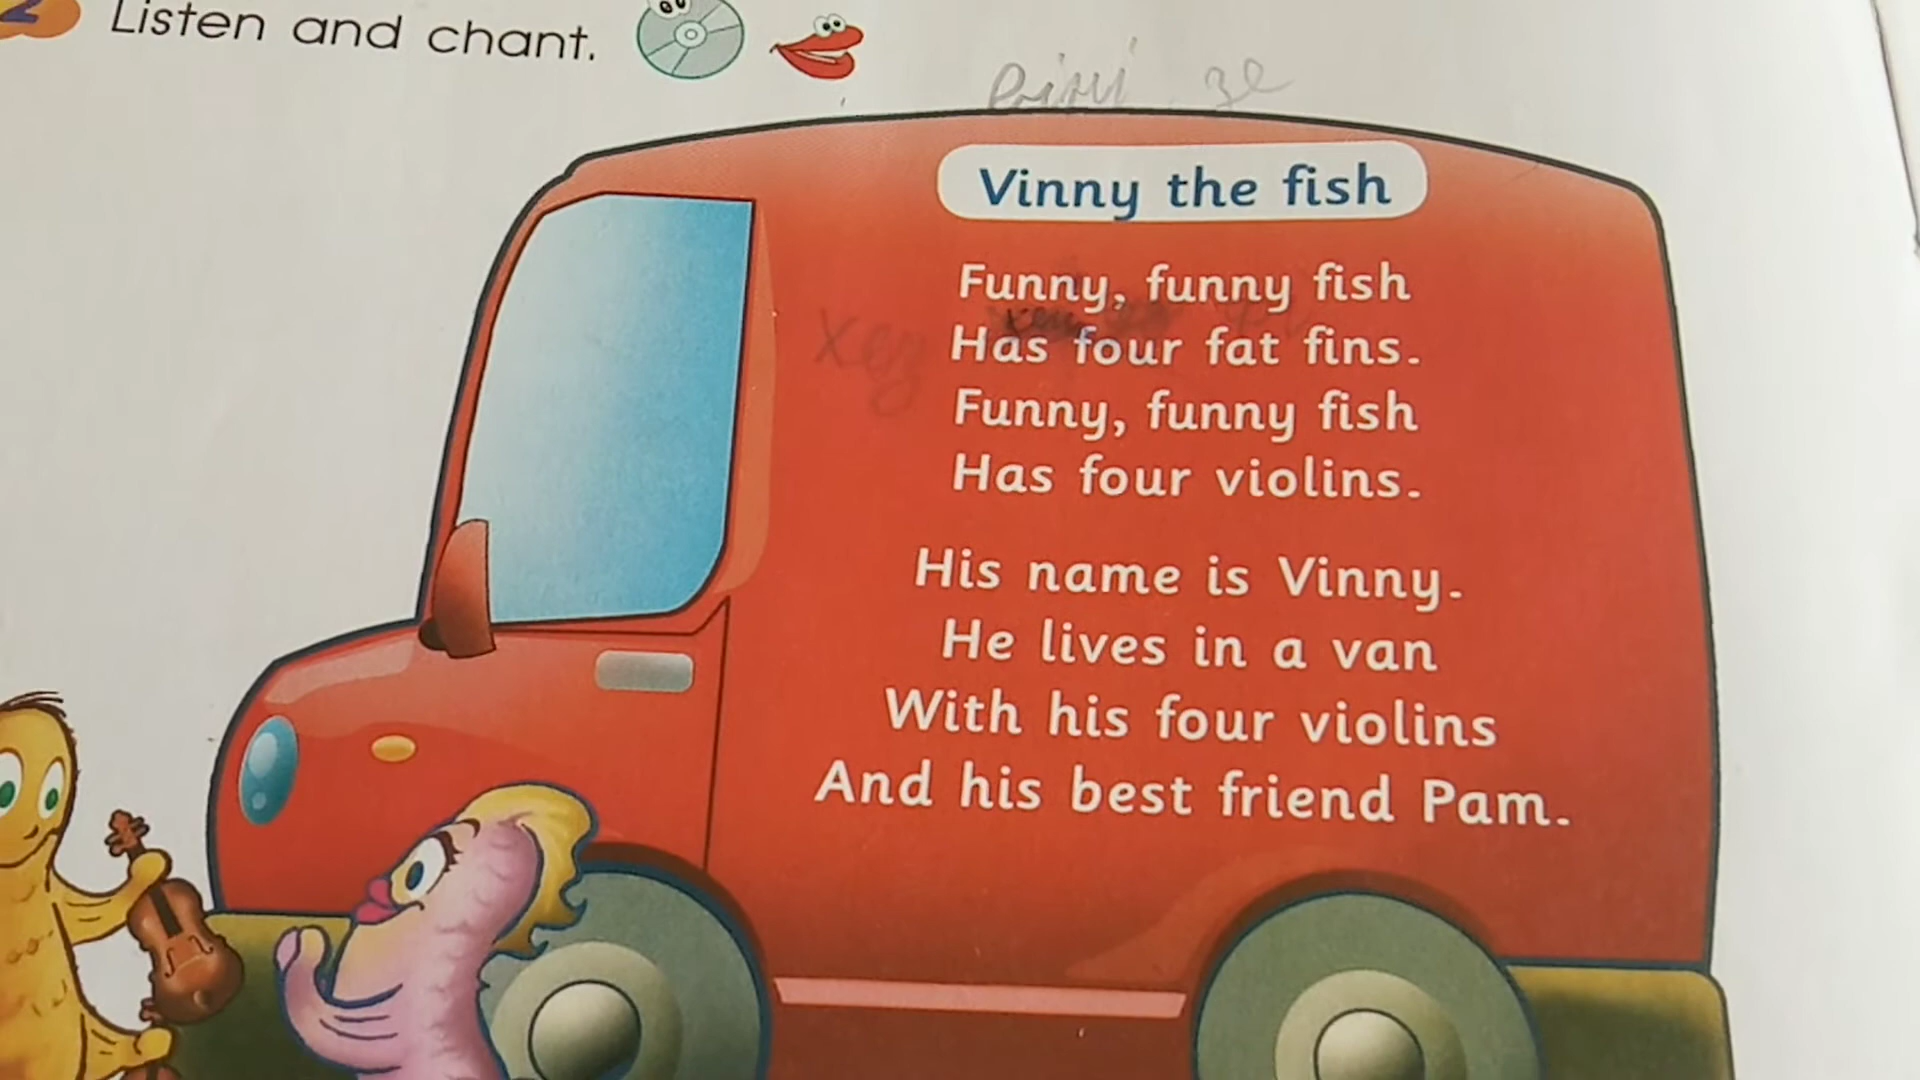 2 Listen and chant.
Vinny the fish
Funny, funny fish
Has four fat fins.
Funny, funny fish
Has four violins.
His name is Vinny.
He lives in a van
With his four violins
And his best friend Pam.